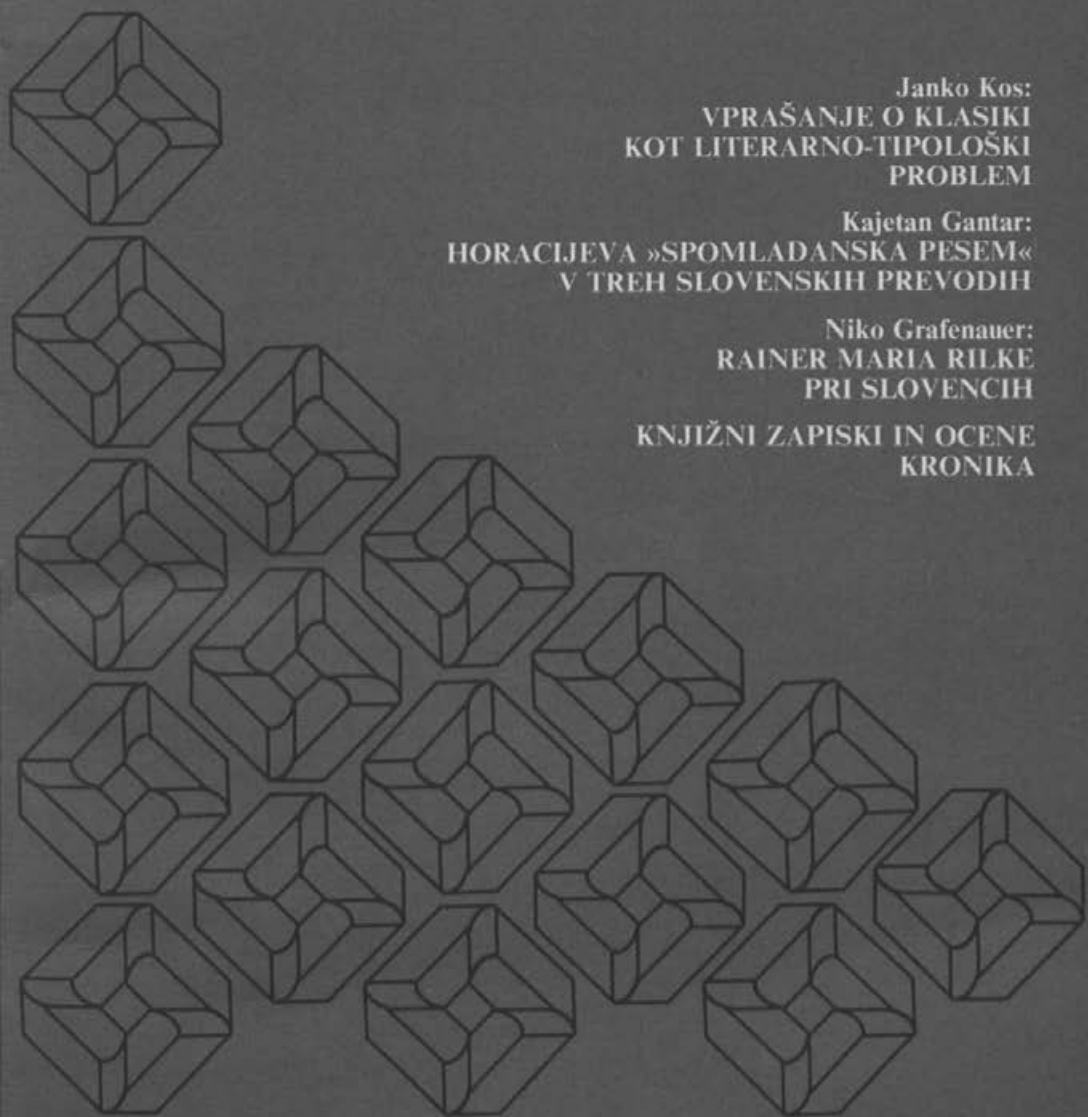 Janko Kos:
VPRAŠANJE O KLASIKI
KOT LITERARNO-TIPOLOŠKI
PROBLEM
Kajetan Gantar:
HORACIJEVA »SPOMLADANSKA PESEM«
V TREH SLOVENSKIH PREVODIH
Niko Grafenauer:
RAINER MARIA RILKE
PRI SLOVENCIH
KNJIŽNI ZAPISKI IN OCENE
KRONIKA